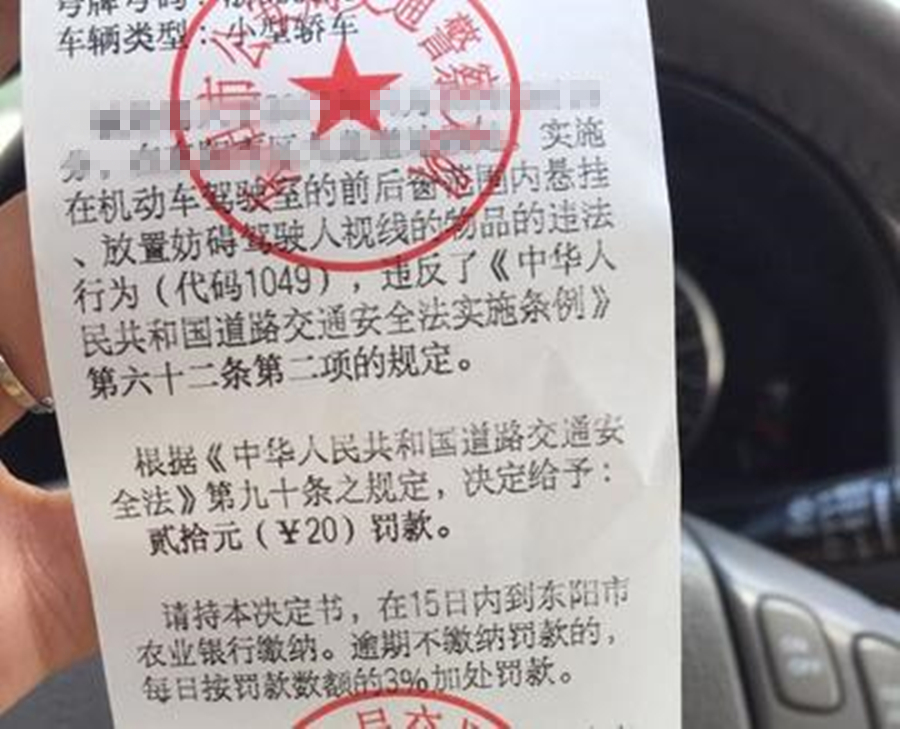 号牌号码：
车辆类型：小型轿车
分，
实施
在机动车驾驶室的前后窗范围内悬挂
、放置妨碍驾驶人视线的物品的违法
行为（代码1049），违反了《中华人
民共和国道路交通安全法实施条例》
第六十二条第二项的规定。
根据《中华人民共和国道路交通安
全法》第九十条之规定，决定给予：
贰拾元（¥20）罚款。
请持本决定书，在15日内到东阳市
农业银行缴纳。逾期不缴纳罚款的，
每日按罚款数额的3%加处罚款。